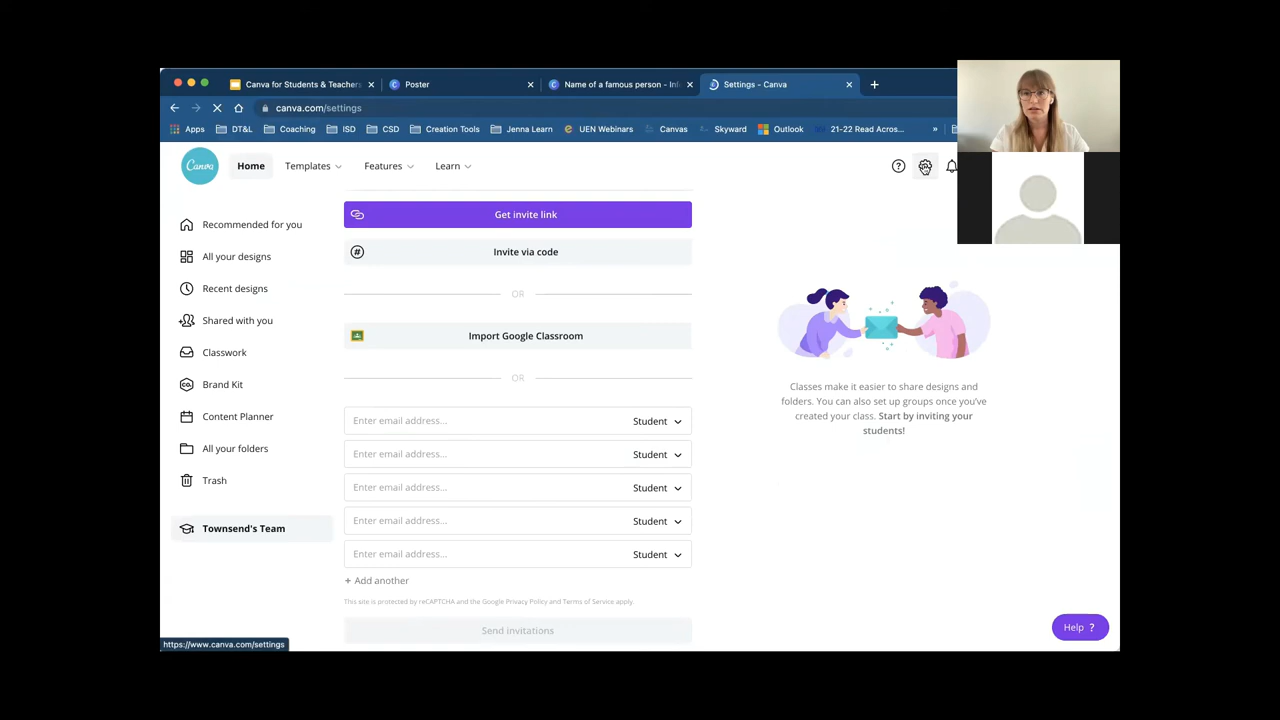 Canva for Students & Teachers
Poster
Name of a famous person - Inf
Settings - Canva
canva.com/settings
Apps
DT&L
Coaching
ISD
CSD
Creation Tools
Jenna Learn
UEN Webinars
Canvas
Skyward
Outlook
21-22 Read Acros...
»
Canva
Home
Templates
Features
Learn
Recommended for you
All your designs
Recent designs
Shared with you
Classwork
Brand Kit
Content Planner
All your folders
Trash
Townsend's Team
Get invite link
Invite via code
OR
Import Google Classroom
OR
Enter email address... Student
Enter email address... Student
Enter email address... Student
Enter email address... Student
Enter email address... Student
+ Add another
This site is protected by reCAPTCHA and the Google Privacy Policy and Terms of Service apply.
Send invitations
Classes make it easier to share designs and
folders. You can also set up groups once you've
created your class. Start by inviting your
students!
Help ?
https://www.canva.com/settings